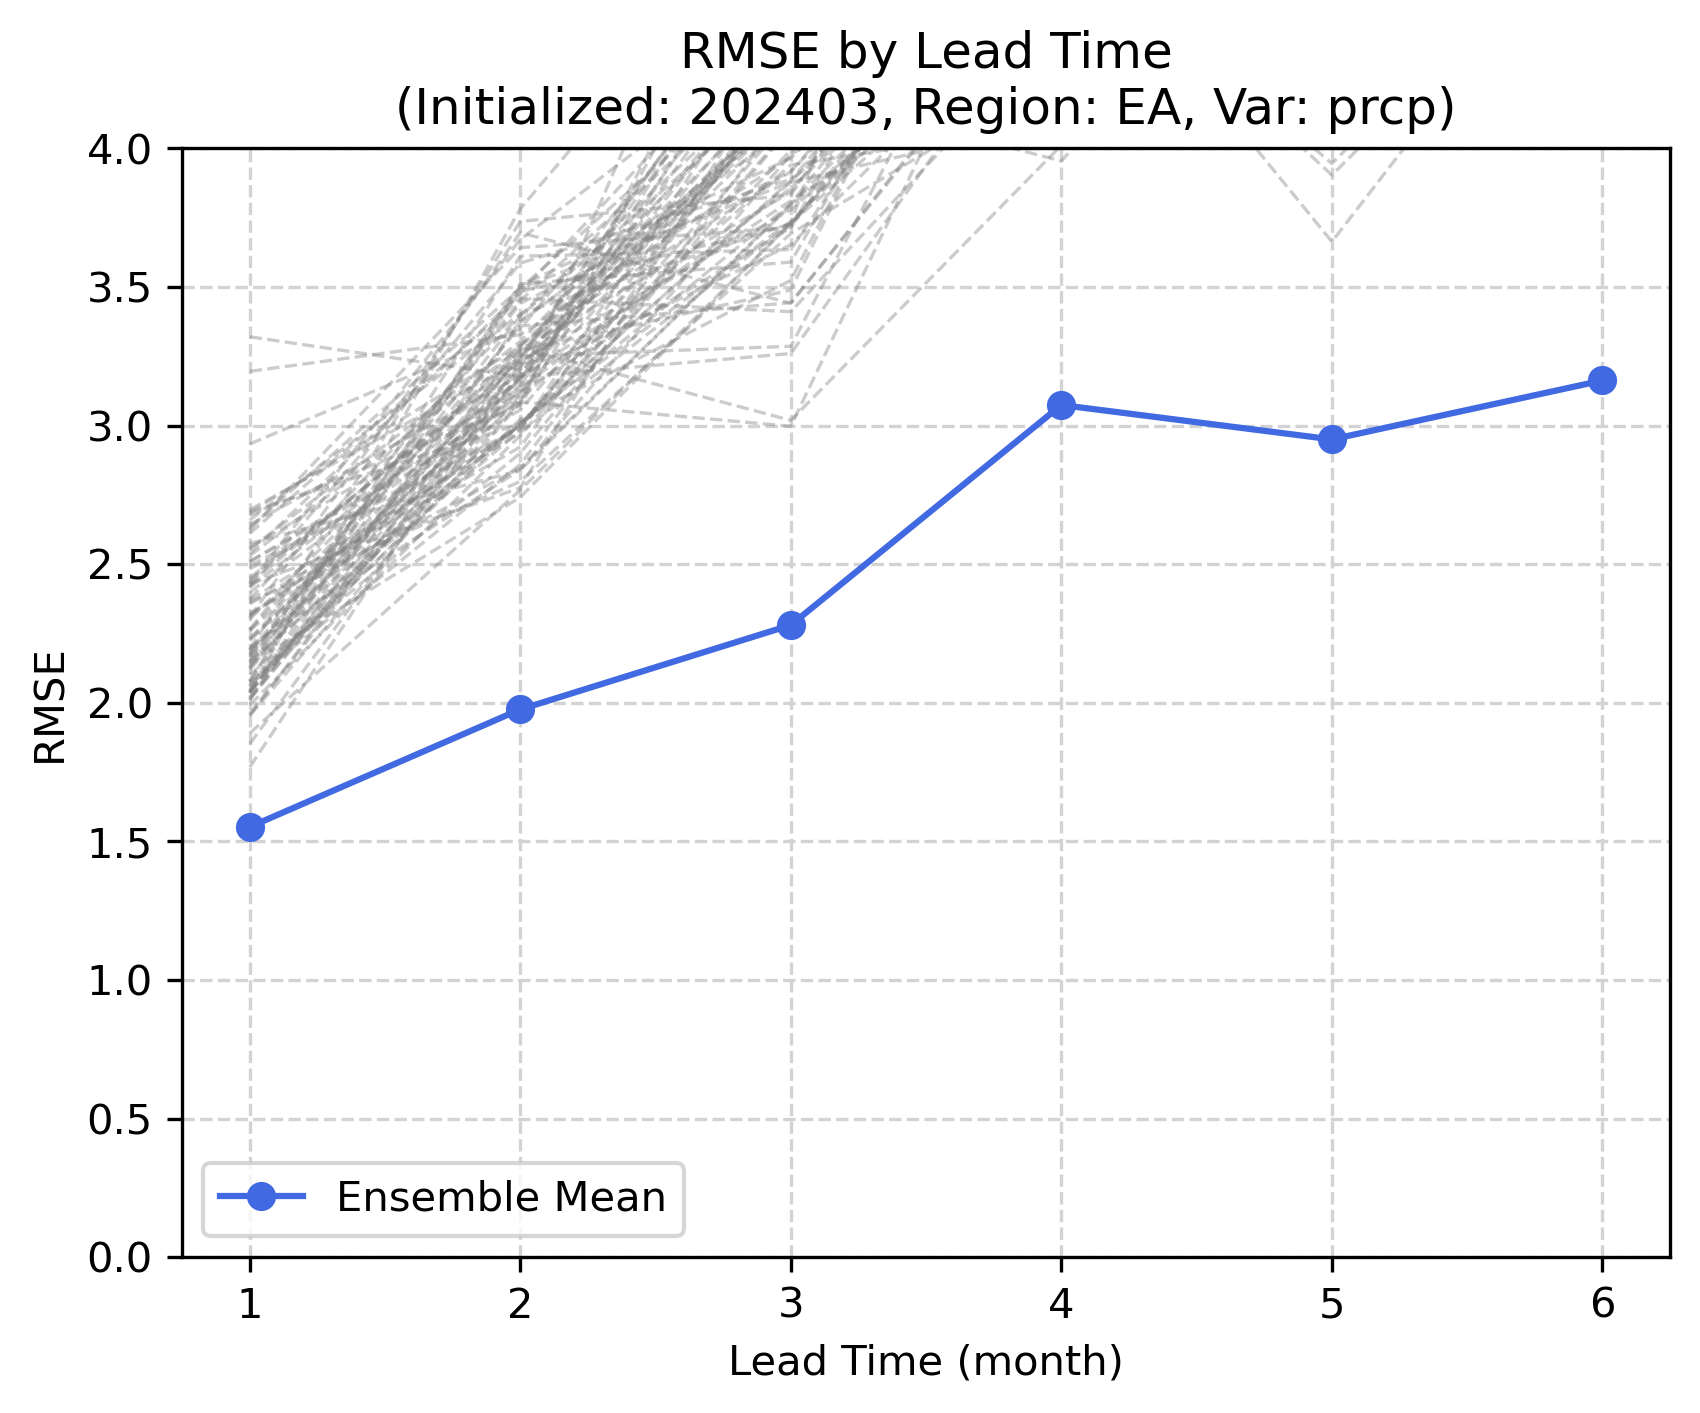 RMSE by Lead Time
(Initialized: 202403, Region: EA, Var: prcp)
4.0
3.5
3.0
2.5
2.0
1.5
1.0
0.5
0.0
RMSE
Ensemble Mean
1 2 3 4 5 6
Lead Time (month)